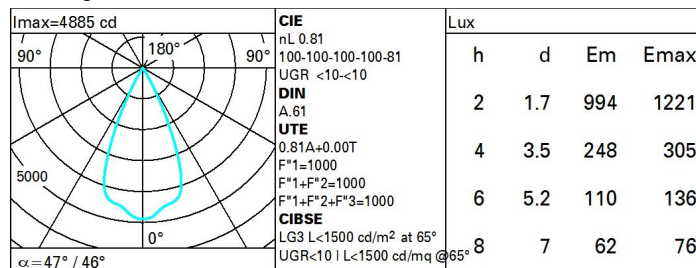 Imax=4885 cd
90°
180°
90°
5000
0°
α=47° / 46°
CIE
nL 0.81
100-100-100-100-81
UGR <10-<10
DIN
A.61
UTE
0.81A+0.00T
F"1=1000
F"1+F"2=1000
F"1+F"2+F"3=1000
CIBSE
LG3 L<1500 cd/m² at 65°
UGR<10 | L<1500 cd/mq @65°
Lux
h d Em Emax
2 1.7 994 1221
4 3.5 248 305
6 5.2 110 136
8 7 62 76